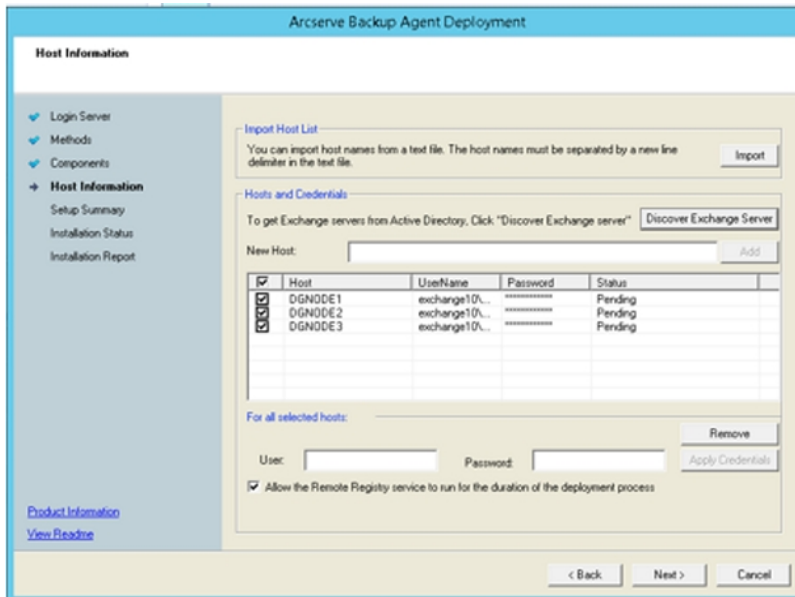 Arcserve Backup Agent Deployment
Host Information
Login Server
Methods
Components
Host Information
Setup Summary
Installation Status
Installation Report
Product Information
View Readme
Import Host List
You can import host names from a text file. The host names must be separated by a new line
delimiter in the text file.
Import
Hosts and Credentials
To get Exchange servers from Active Directory, Click "Discover Exchange server"
Discover Exchange Server
New Host:
Add
Host UserName Password Status
DGNODE1 exchange10\... ************* Pending
DGNODE2 exchange10\... ************* Pending
DGNODE3 exchange10\... ************* Pending
For all selected hosts:
Remove
User: Password: Apply Credentials
Allow the Remote Registry service to run for the duration of the deployment process
< Back Next > Cancel